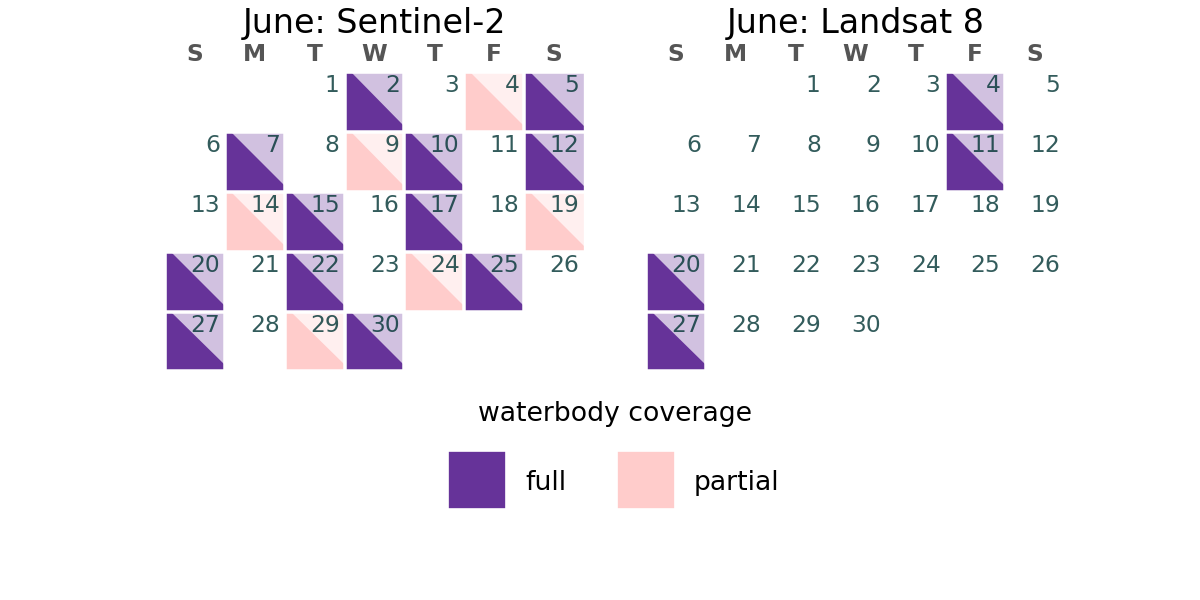 June: Sentinel-2
S M T W T F S
1 2 3 4 5
6 7 8 9 10 11 12
13 14 15 16 17 18 19
20 21 22 23 24 25 26
27 28 29 30
June: Landsat 8
S M T W T F S
1 2 3 4 5
6 7 8 9 10 11 12
13 14 15 16 17 18 19
20 21 22 23 24 25 26
27 28 29 30
waterbody coverage
full partial